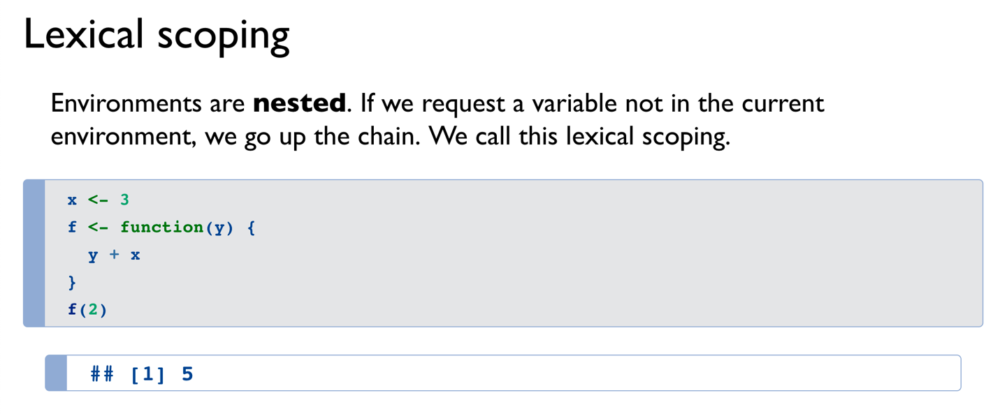 Lexical scoping
Environments are nested. If we request a variable not in the current
environment, we go up the chain. We call this lexical scoping.
x <- 3
f <- function(y) {
  y + x
}
f(2)
## [1] 5